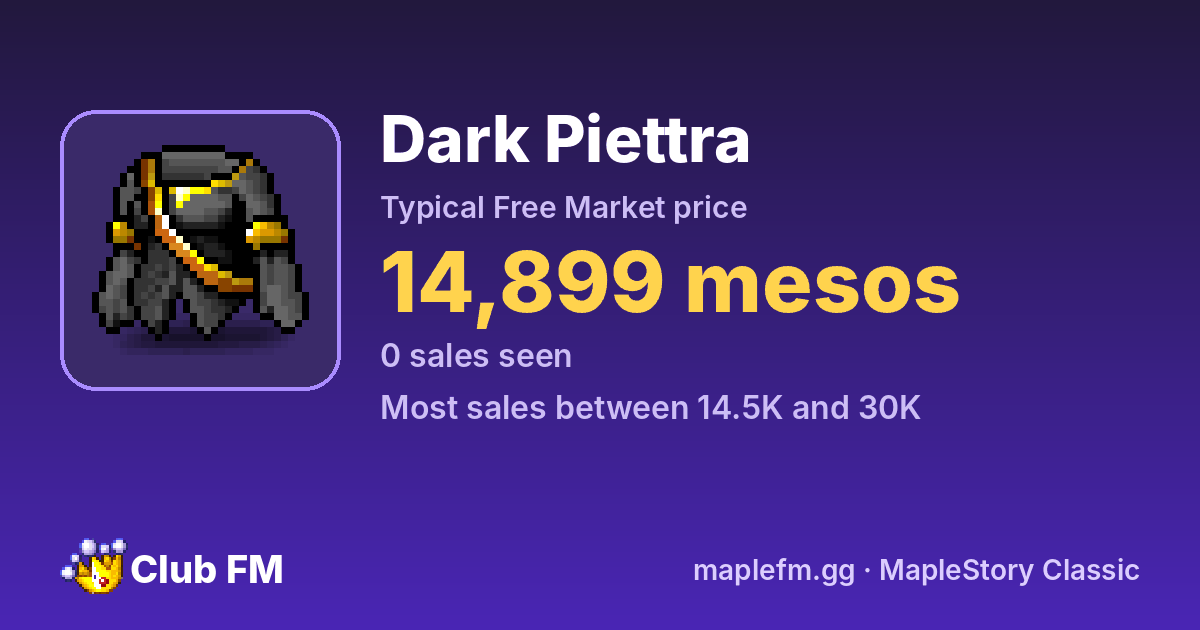 Dark Piettra
Typical Free Market price
14,899 mesos
0 sales seen
Most sales between 14.5K and 30K
Club FM
maplefm.gg · MapleStory Classic